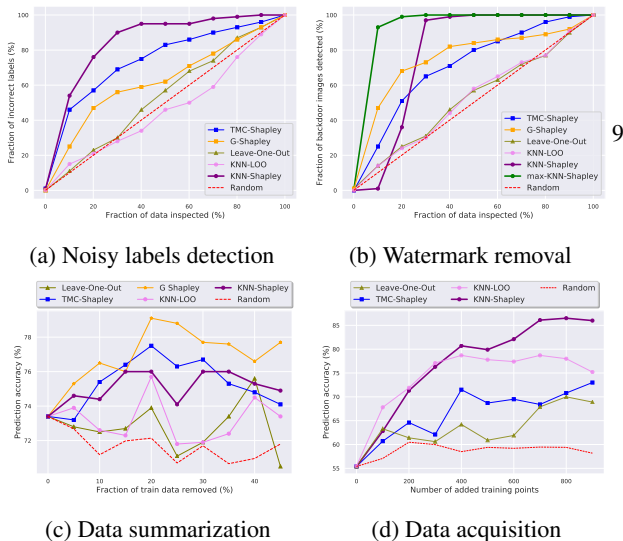 Fraction of incorrect labels (%)
100
80
60
40
20
0
TMC-Shapley
G-Shapley
Leave-One-Out
KNN-LOO
KNN-Shapley
Random
0 20 40 60 80 100
Fraction of data inspected (%)
(a) Noisy labels detection
Fraction of backdoor images detected (%)
100
80
60
40
20
0
TMC-Shapley
G-Shapley
Leave-One-Out
KNN-LOO
KNN-Shapley
max-KNN-Shapley
Random
0 20 40 60 80 100
Fraction of data inspected (%)
(b) Watermark removal
9
Leave-One-Out G Shapley KNN-Shapley
TMC-Shapley KNN-LOO Random
Prediction accuracy (%)
78
76
74
72
0 10 20 30 40
Fraction of train data removed (%)
(c) Data summarization
Leave-One-Out KNN-LOO Random
TMC-Shapley KNN-Shapley
Prediction accuracy (%)
85
80
75
70
65
60
55
0 200 400 600 800
Number of added training points
(d) Data acquisition